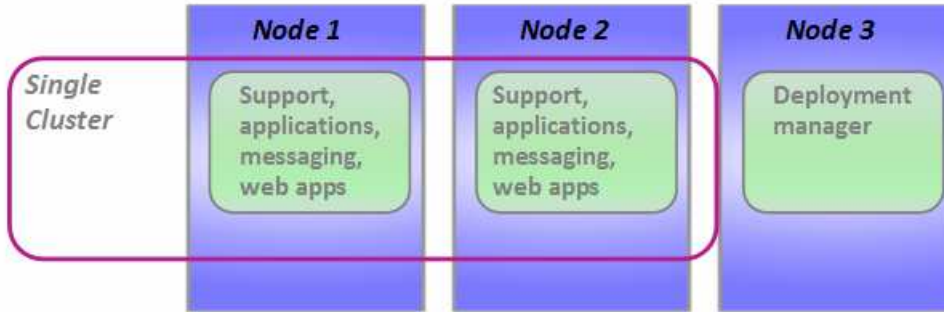 Node 1
Node 2
Node 3
Single
Cluster
Support,
applications,
messaging,
web apps
Support,
applications,
messaging,
web apps
Deployment
manager